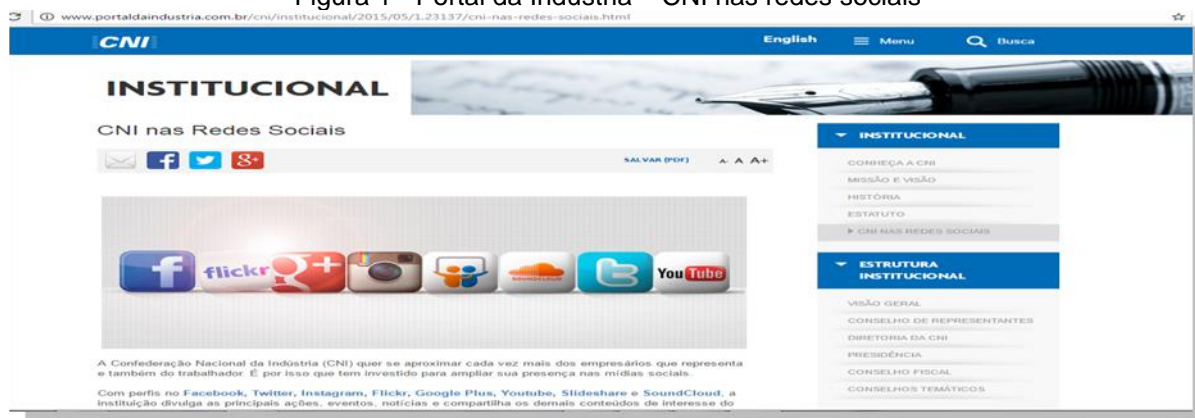 Figura 1 - Portal da Indústria – CNI nas redes sociais
www.portaldaindustria.com.br/cni/institucional/2015/05/1,23137/cni-nas-redes-sociais.html
CNI
English
Menu
Busca
INSTITUCIONAL
CNI nas Redes Sociais
SALVAR (PDF) A- A A+
flickr
SOUNDCLOUD
You Tube
A Confederação Nacional da Indústria (CNI) quer se aproximar cada vez mais dos empresários que representa
e também do trabalhador. É por isso que tem investido para ampliar sua presença nas mídias sociais.
Com perfis no Facebook, Twitter, Instagram, Flickr, Google Plus, Youtube, Slideshare e SoundCloud, a
instituição divulga as principais ações, eventos, notícias e compartilha os demais conteúdos de interesse do
INSTITUCIONAL
CONHEÇA A CNI
MISSÃO E VISÃO
HISTÓRIA
ESTATUTO
CNI NAS REDES SOCIAIS
ESTRUTURA
INSTITUCIONAL
VISÃO GERAL
CONSELHO DE REPRESENTANTES
DIRETORIA DA CNI
PRESIDÊNCIA
CONSELHO FISCAL
CONSELHOS TEMÁTICOS